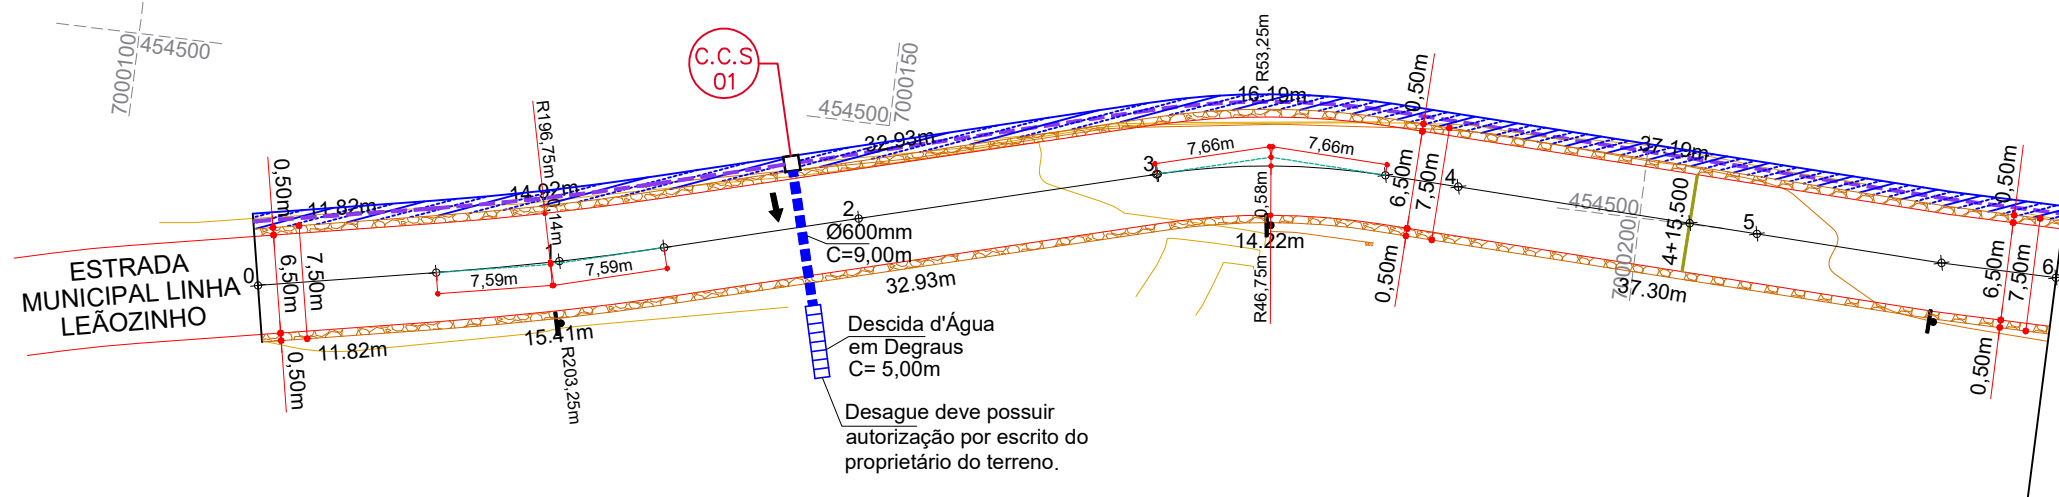 454500
7000100
C.C.S
01
454500
7000150
R53,25m
16.19m
0,50m
R196,75m
32.93m
7,66m
7,66m
37.19m
0,50m
14.92m
11.82m
0,50m
0,14m
3
0,58m
6,50m
7,50m
4
454500
7000200
4+15.500
5
2
Ø600mm
C=9,00m
1
ESTRADA
MUNICIPAL LINHA
LEÃOZINHO
0
6,50m
7,50m
7,59m
7,59m
32.93m
14.22m
R46,75m
0,50m
37.30m
6,50m
7,50m
6
11.82m
15.41m
0,50m
R203,25m
0,50m
Descida d'Água
em Degraus
C= 5,00m
Desague deve possuir
autorização por escrito do
proprietário do terreno.